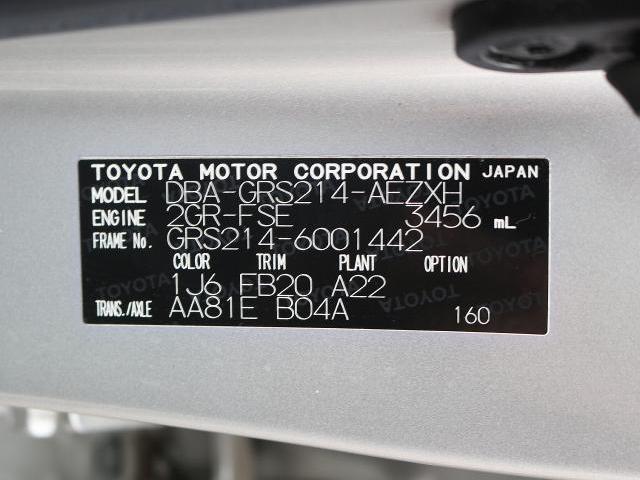 TOYOTA MOTOR CORPORATION JAPAN
MODEL DBA-GRS214-AEZXH
ENGINE 2GR-FSE 3456 mL
FRAME No. GRS214-6001442
COLOR TRIM PLANT OPTION
1J6 FB20 A22
TRANS./AXLE AA81E B04A 160